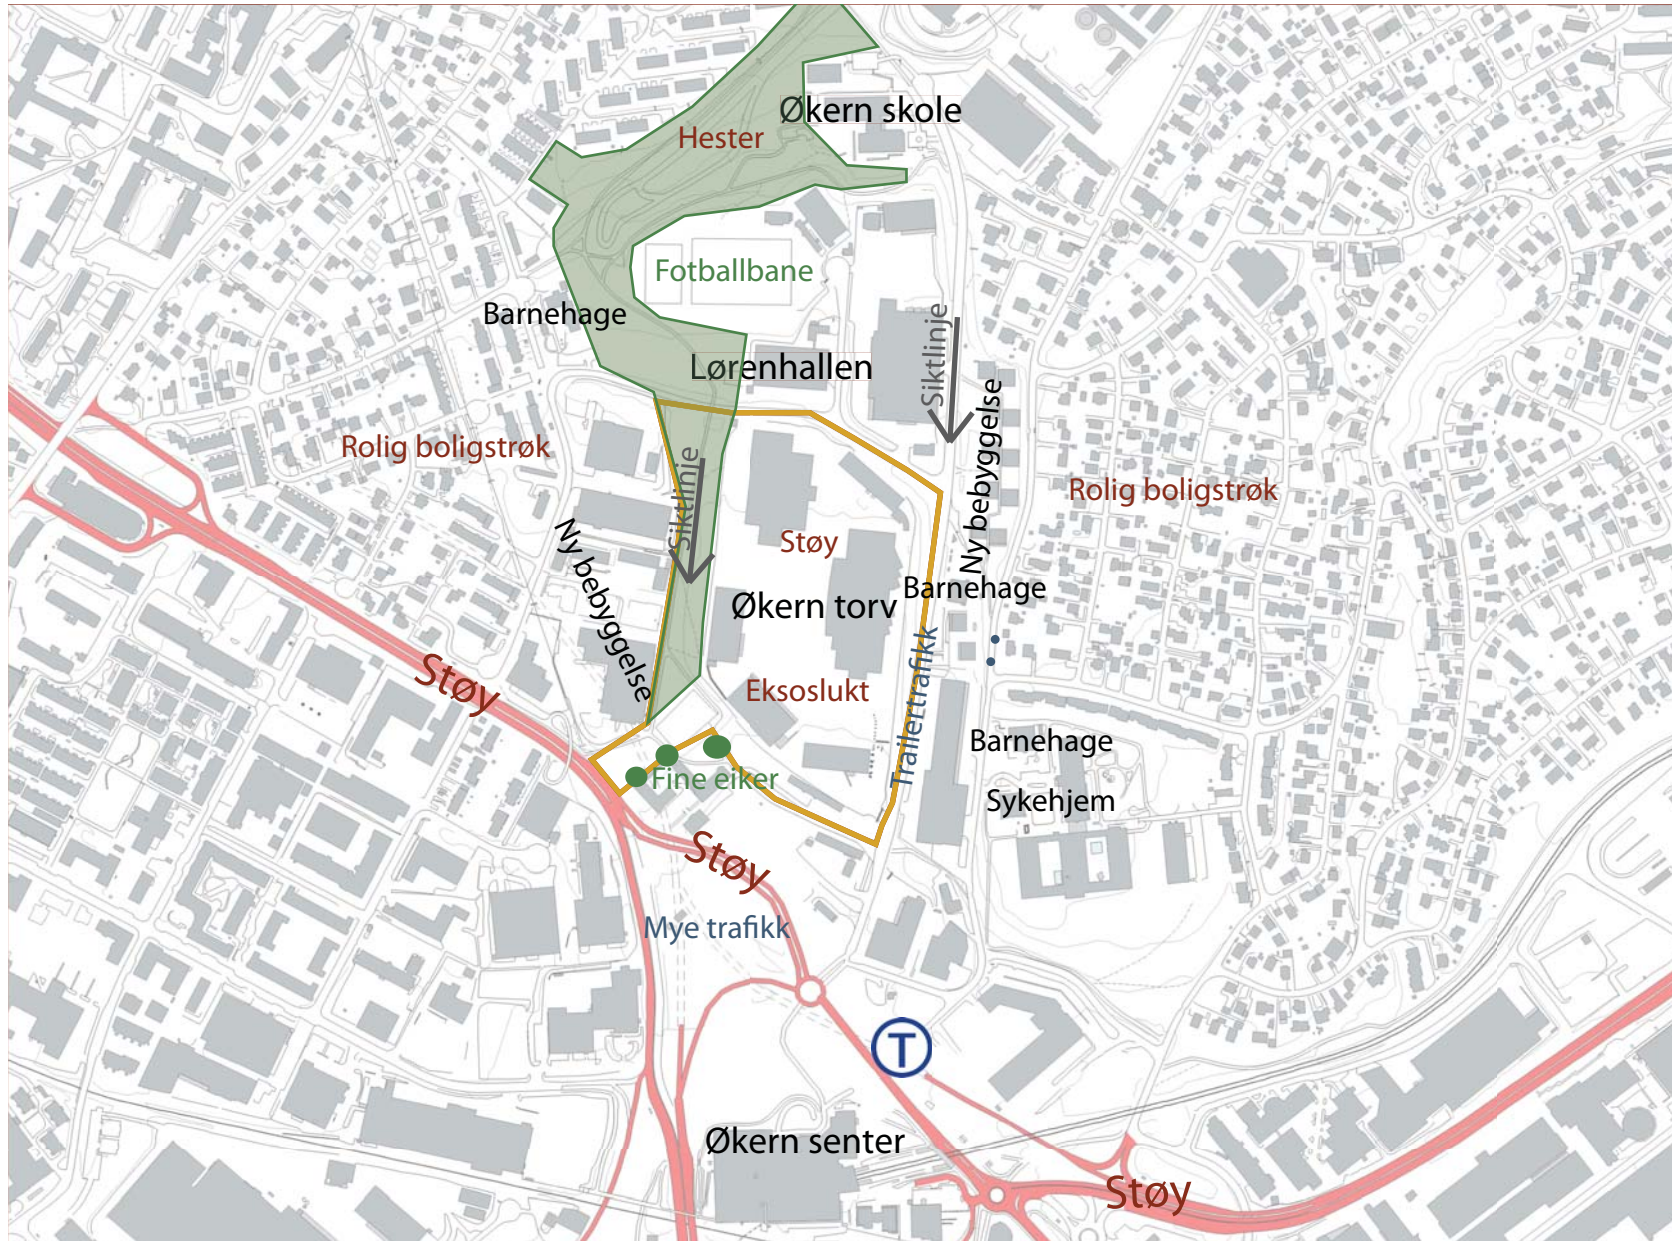 Økern skole
Hester
Fotballbane
Barnehage
Siktlinje
Lørenhallen
Ny bebyggelse
Rolig boligstrøk
Siktlinje
Rolig boligstrøk
Støy
Ny bebyggelse
Barnehage
Økern torv
Støy
Trailertrafikk
Eksoslukt
Barnehage
Fine eiker
Sykehjem
Støy
Mye trafikk
T
Økern senter
Støy